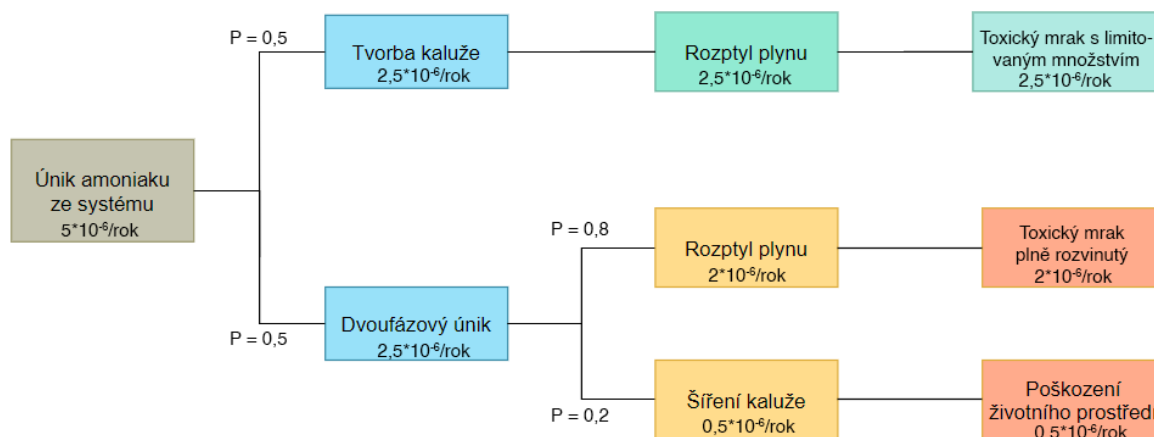 P = 0,5
Tvorba kaluže
2,5*10⁻⁶/rok
Rozptyl plynu
2,5*10⁻⁶/rok
Toxický mrak s limito-
vaným množstvím
2,5*10⁻⁶/rok
Únik amoniaku
ze systému
5*10⁻⁶/rok
P = 0,5
Dvoufázový únik
2,5*10⁻⁶/rok
P = 0,8
Rozptyl plynu
2*10⁻⁶/rok
Toxický mrak
plně rozvinutý
2*10⁻⁶/rok
P = 0,2
Šíření kaluže
0,5*10⁻⁶/rok
Poškození
životního prostředí
0,5*10⁻⁶/rok